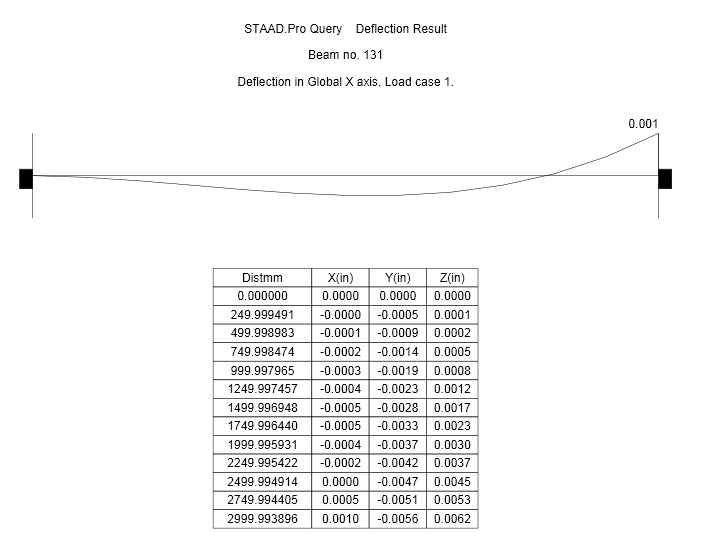 STAAD.Pro Query Deflection Result
Beam no. 131
Deflection in Global X axis. Load case 1.
0.001
Distmm X(in) Y(in) Z(in)
0.000000 0.0000 0.0000 0.0000
249.999491 -0.0000 -0.0005 0.0001
499.998983 -0.0001 -0.0009 0.0002
749.998474 -0.0002 -0.0014 0.0005
999.997965 -0.0003 -0.0019 0.0008
1249.997457 -0.0004 -0.0023 0.0012
1499.996948 -0.0005 -0.0028 0.0017
1749.996440 -0.0005 -0.0033 0.0023
1999.995931 -0.0004 -0.0037 0.0030
2249.995422 -0.0002 -0.0042 0.0037
2499.994914 0.0000 -0.0047 0.0045
2749.994405 0.0005 -0.0051 0.0053
2999.993896 0.0010 -0.0056 0.0062